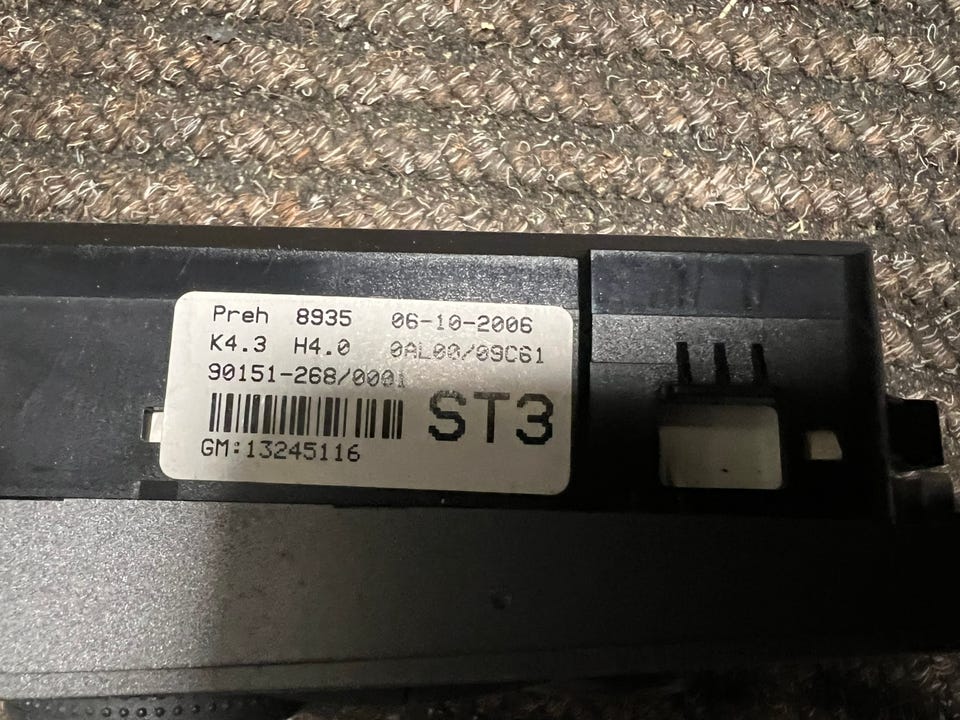 Preh 8935 06-10-2006
K4.3 H4.0 0AL00/09C61
90151-268/0001
ST3
GM:13245116